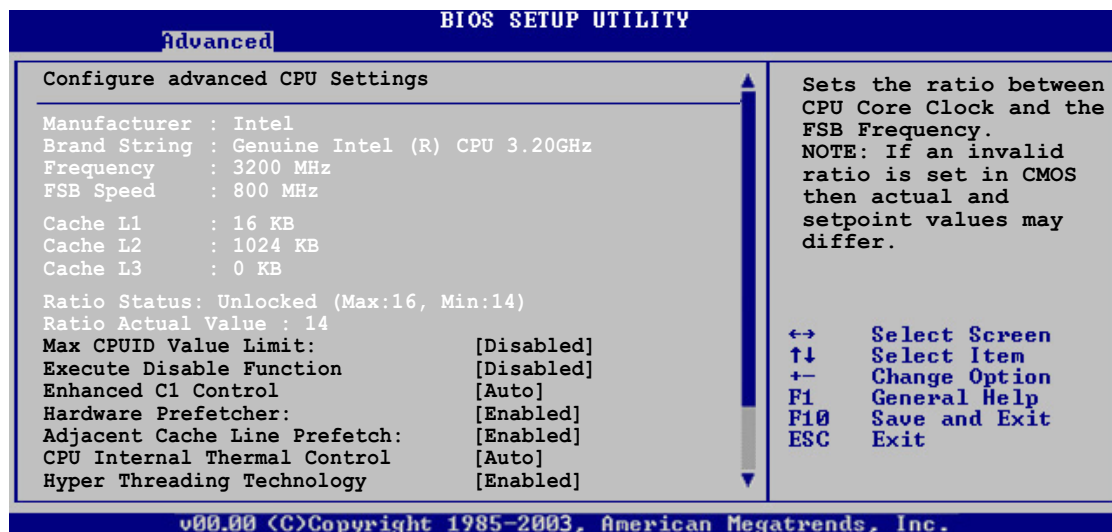 BIOS SETUP UTILITY
Advanced
Configure advanced CPU Settings
Manufacturer : Intel
Brand String : Genuine Intel (R) CPU 3.20GHz
Frequency : 3200 MHz
FSB Speed : 800 MHz
Cache L1 : 16 KB
Cache L2 : 1024 KB
Cache L3 : 0 KB
Ratio Status: Unlocked (Max:16, Min:14)
Ratio Actual Value : 14
Max CPUID Value Limit: [Disabled]
Execute Disable Function [Disabled]
Enhanced C1 Control [Auto]
Hardware Prefetcher: [Enabled]
Adjacent Cache Line Prefetch: [Enabled]
CPU Internal Thermal Control [Auto]
Hyper Threading Technology [Enabled]
Sets the ratio between
CPU Core Clock and the
FSB Frequency.
NOTE: If an invalid
ratio is set in CMOS
then actual and
setpoint values may
differ.
←→ Select Screen
↑↓ Select Item
+- Change Option
F1 General Help
F10 Save and Exit
ESC Exit
v00.00 (C)Copyright 1985-2003, American Megatrends, Inc.